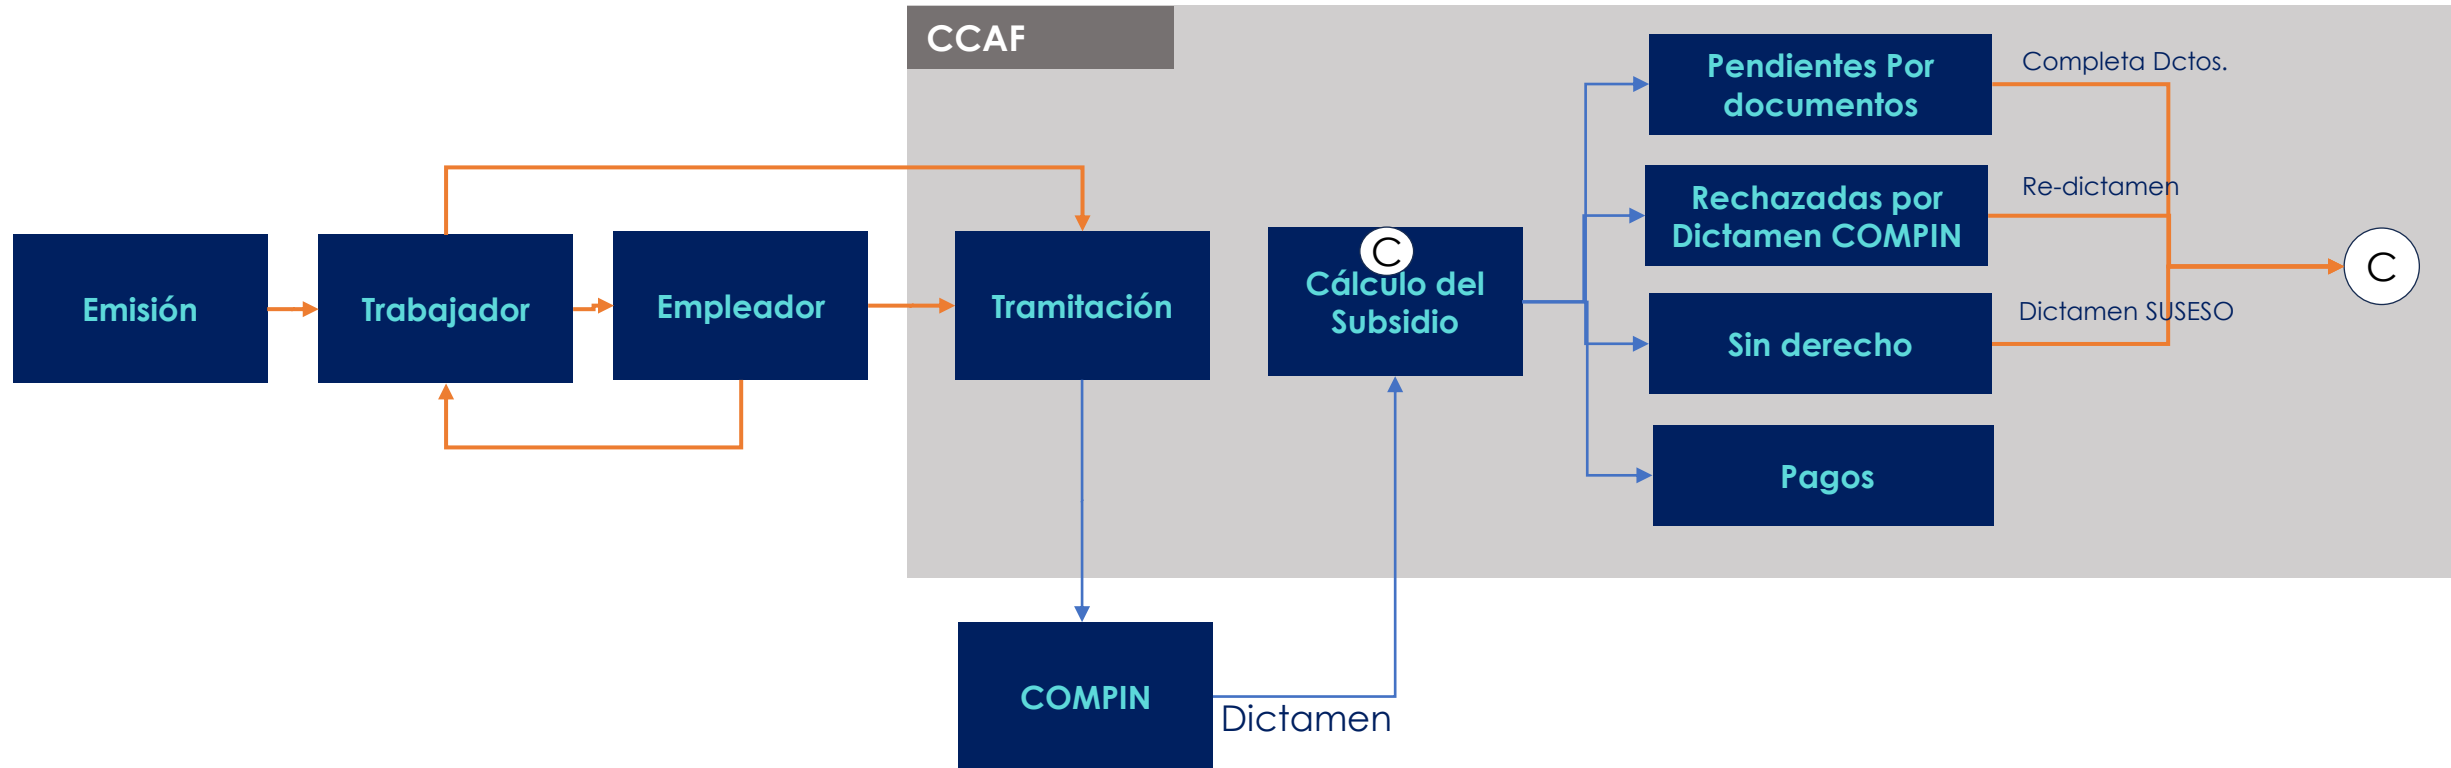 CCAF
Emisión
Trabajador
Empleador
Tramitación
COMPIN
Dictamen
C
Cálculo del
Subsidio
Pendientes Por
documentos
Completa Dctos.
Rechazadas por
Dictamen COMPIN
Re-dictamen
Sin derecho
Dictamen SUSESO
Pagos
C